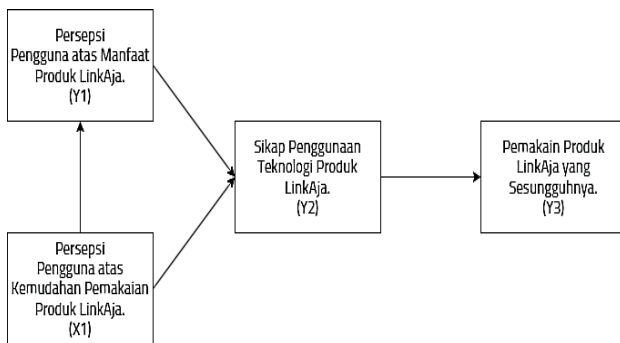 Persepsi
Pengguna atas Manfaat
Produk LinkAja.
(Y1)
Sikap Penggunaan
Teknologi Produk
LinkAja.
(Y2)
Pemakain Produk
LinkAja yang
Sesungguhnya.
(Y3)
Persepsi
Pengguna atas
Kemudahan Pemakaian
Produk LinkAja.
(X1)